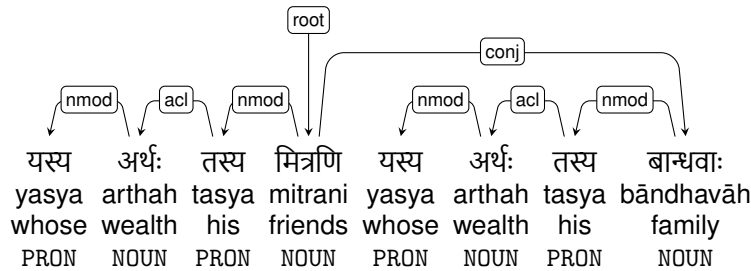 root
conj
nmod acl nmod nmod acl nmod
यस्य अर्थः तस्य मित्रणि यस्य अर्थः तस्य बान्धवाः
yasya arthah tasya mitrani yasya arthah tasya bāndhavāh
whose wealth his friends whose wealth his family
PRON NOUN PRON NOUN PRON NOUN PRON NOUN